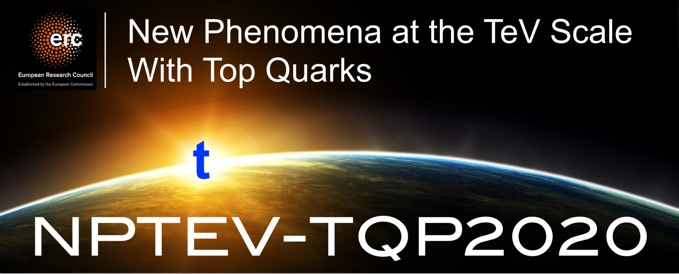 erc
European Research Council
Established by the European Commission
New Phenomena at the TeV Scale
With Top Quarks
t
NPTEV-TQP2020